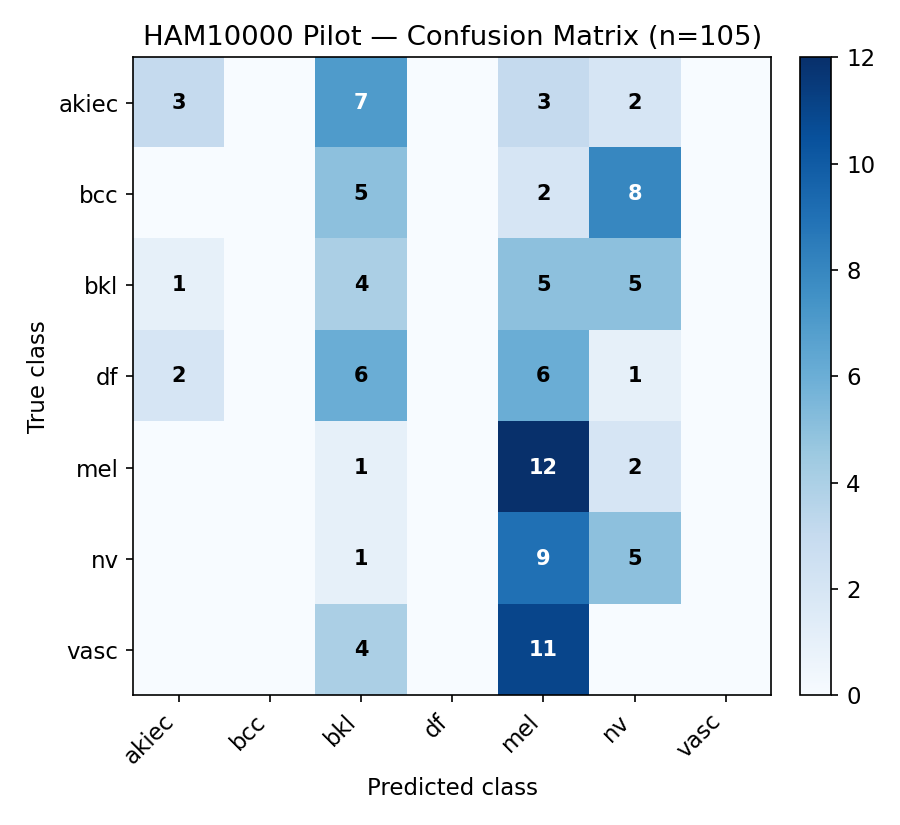 HAM10000 Pilot — Confusion Matrix (n=105)
True class
akiec 3 7 3 2
bcc 5 2 8
bkl 1 4 5 5
df 2 6 6 1
mel 1 12 2
nv 1 9 5
vasc 4 11
akiec bcc bkl df mel nv vasc
Predicted class
12
10
8
6
4
2
0